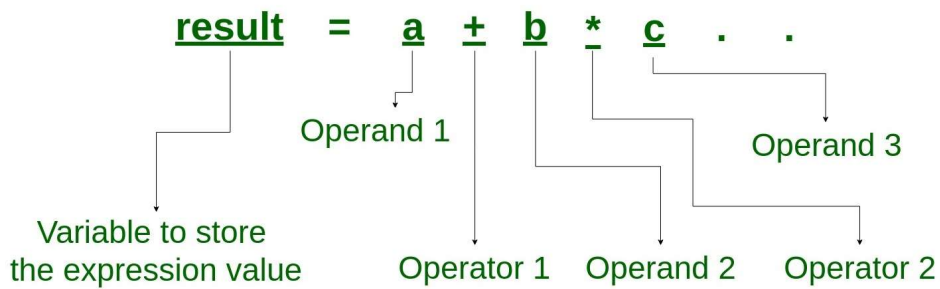 result = a + b * c . .
Operand 1
Operand 3
Variable to store
the expression value
Operator 1
Operand 2
Operator 2